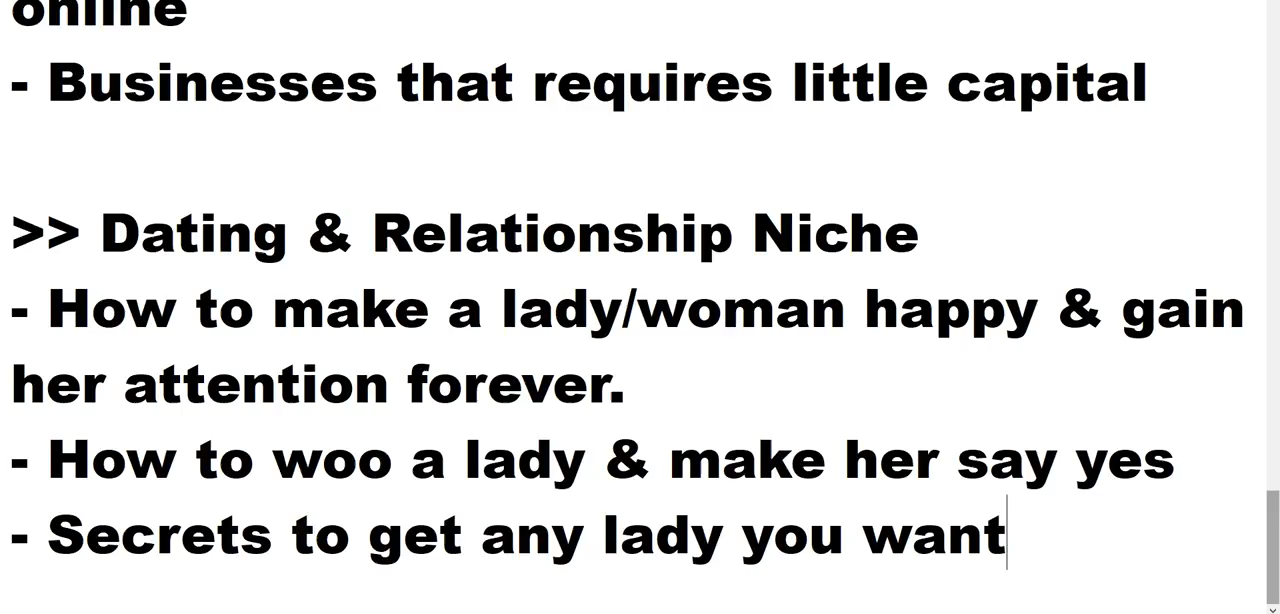 online
- Businesses that requires little capital
>> Dating & Relationship Niche
- How to make a lady/woman happy & gain
her attention forever.
- How to woo a lady & make her say yes
- Secrets to get any lady you want